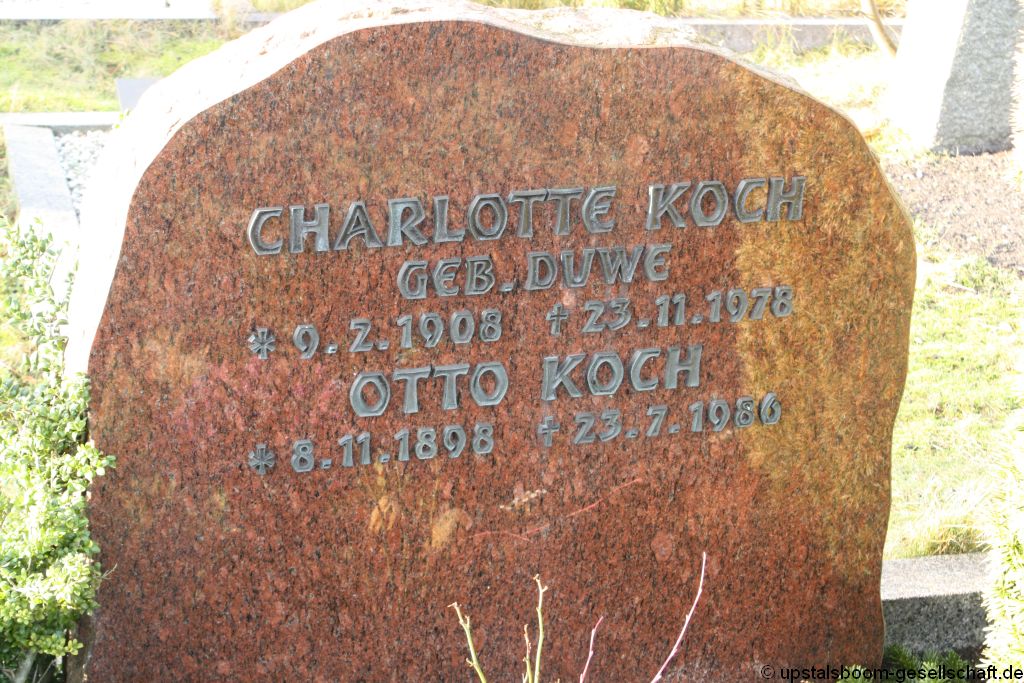 CHARLOTTE KOCH
GEB. DUWE
* 9.2.1908 † 23.11.1978
OTTO KOCH
* 8.11.1898 † 23.7.1986
© upstalsboom-gesellschaft.de